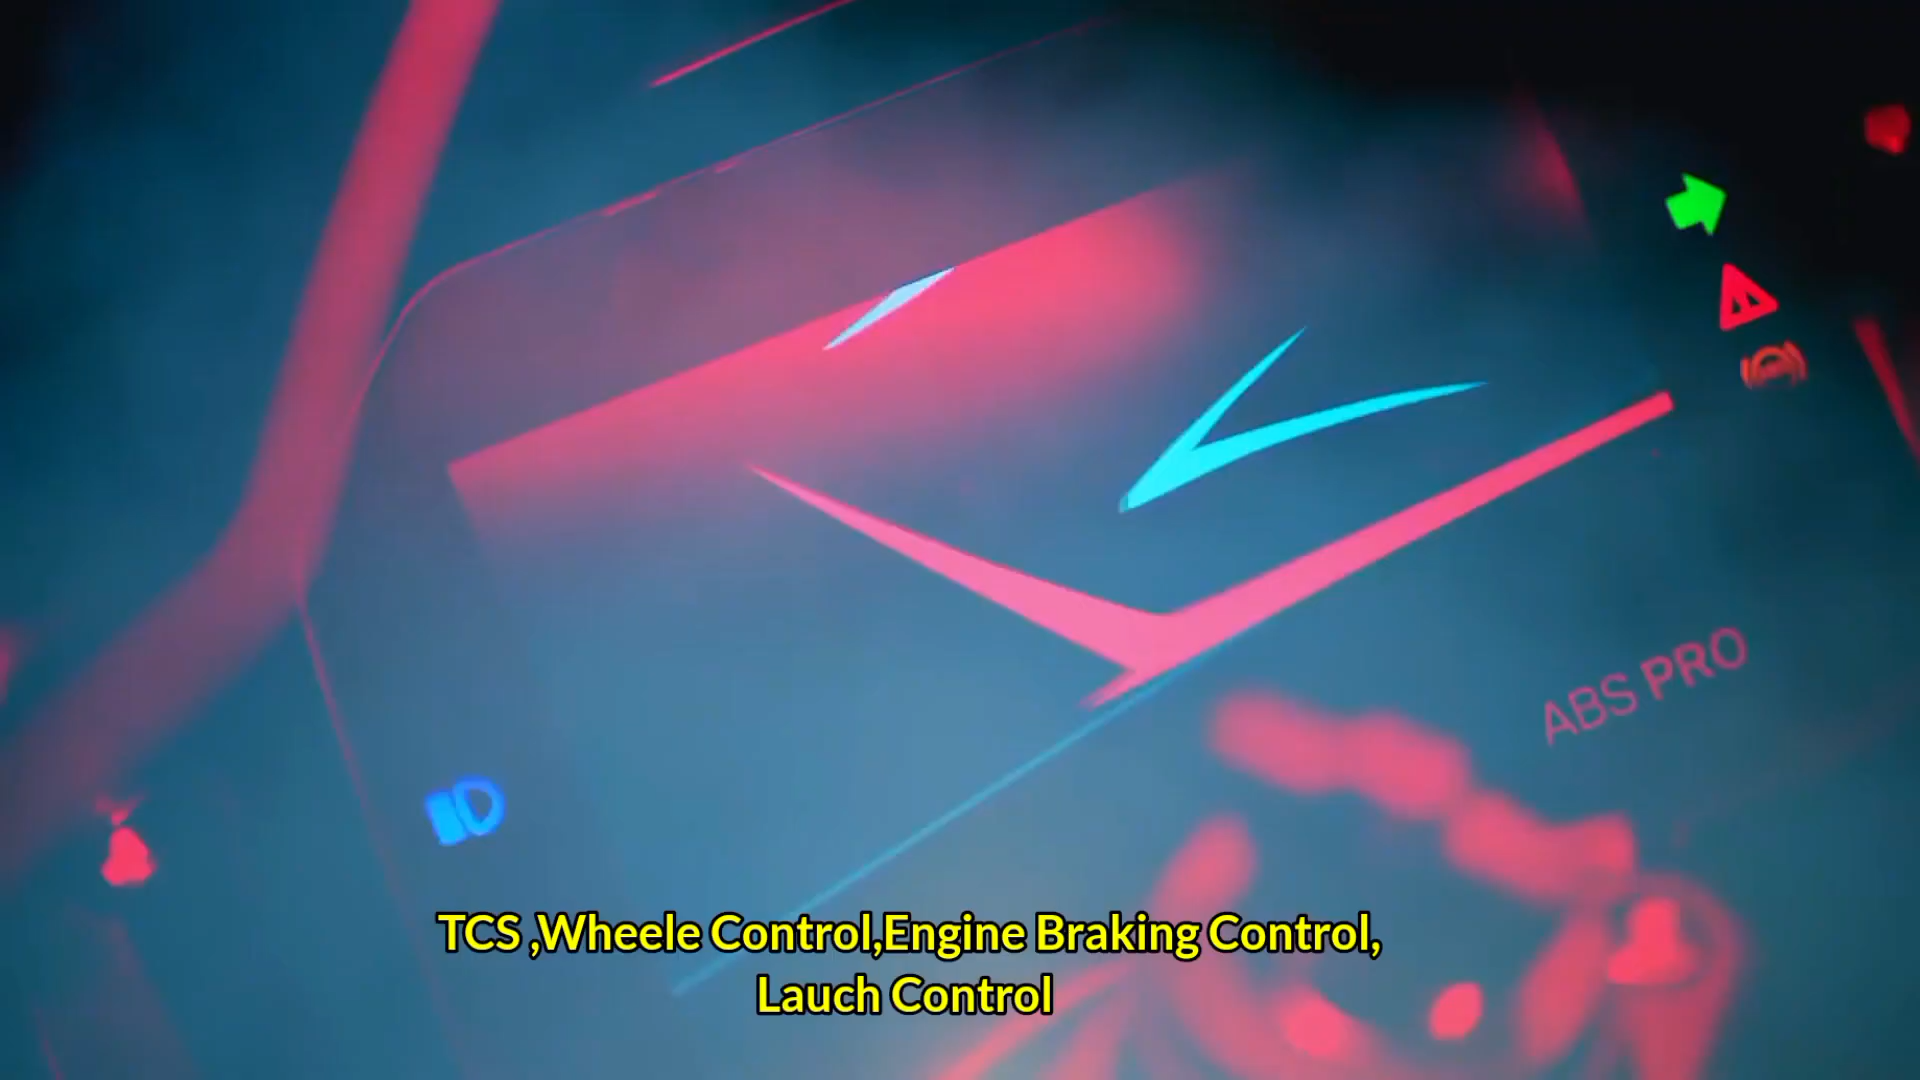 ABS PRO
TCS ,Wheele Control,Engine Braking Control,
Lauch Control